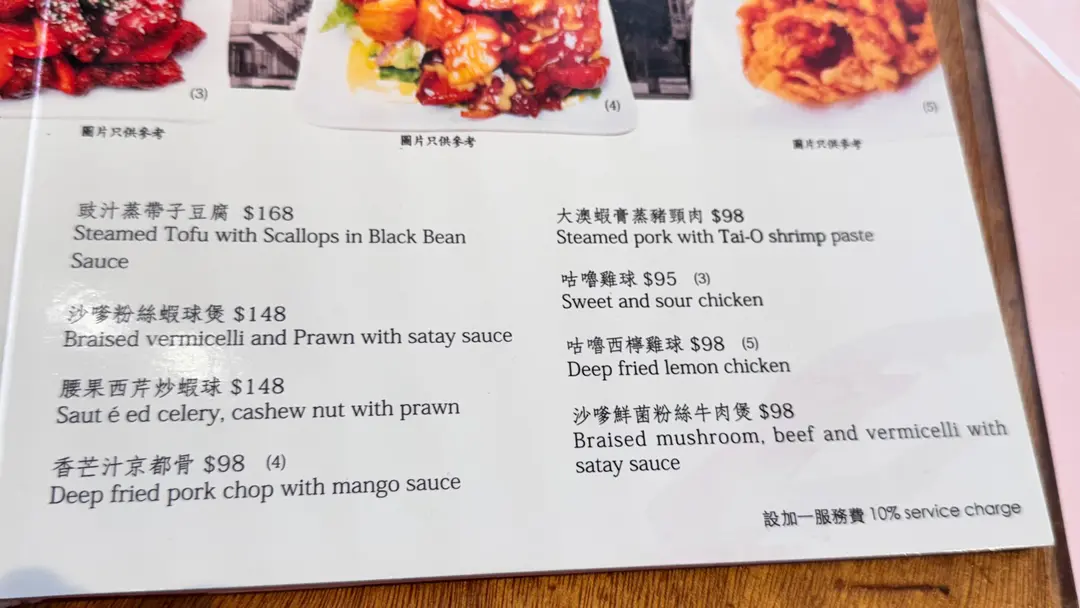 (3)
(4)
(5)
圖片只供參考
圖片只供參考
圖片只供參考
豉汁蒸帶子豆腐 $168
Steamed Tofu with Scallops in Black Bean
Sauce
沙嗲粉絲蝦球煲 $148
Braised vermicelli and Prawn with satay sauce
腰果西芹炒蝦球 $148
Saut é ed celery, cashew nut with prawn
香芒汁京都骨 $98 (4)
Deep fried pork chop with mango sauce
大澳蝦膏蒸豬頸肉 $98
Steamed pork with Tai-O shrimp paste
咕嚕雞球 $95 (3)
Sweet and sour chicken
咕嚕西檸雞球 $98 (5)
Deep fried lemon chicken
沙嗲鮮菌粉絲牛肉煲 $98
Braised mushroom, beef and vermicelli with
satay sauce
設加一服務費 10% service charge